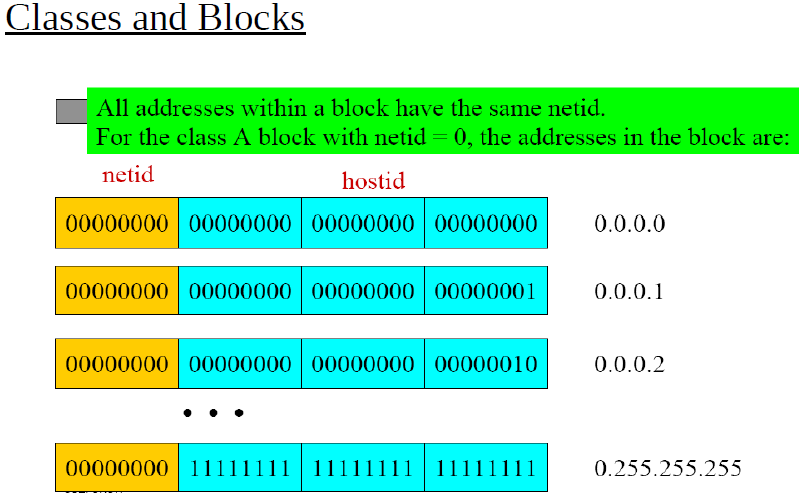 Classes and Blocks
All addresses within a block have the same netid.
For the class A block with netid = 0, the addresses in the block are:
netid hostid
00000000 00000000 00000000 00000000 0.0.0.0
00000000 00000000 00000000 00000001 0.0.0.1
00000000 00000000 00000000 00000010 0.0.0.2
• • •
00000000 11111111 11111111 11111111 0.255.255.255